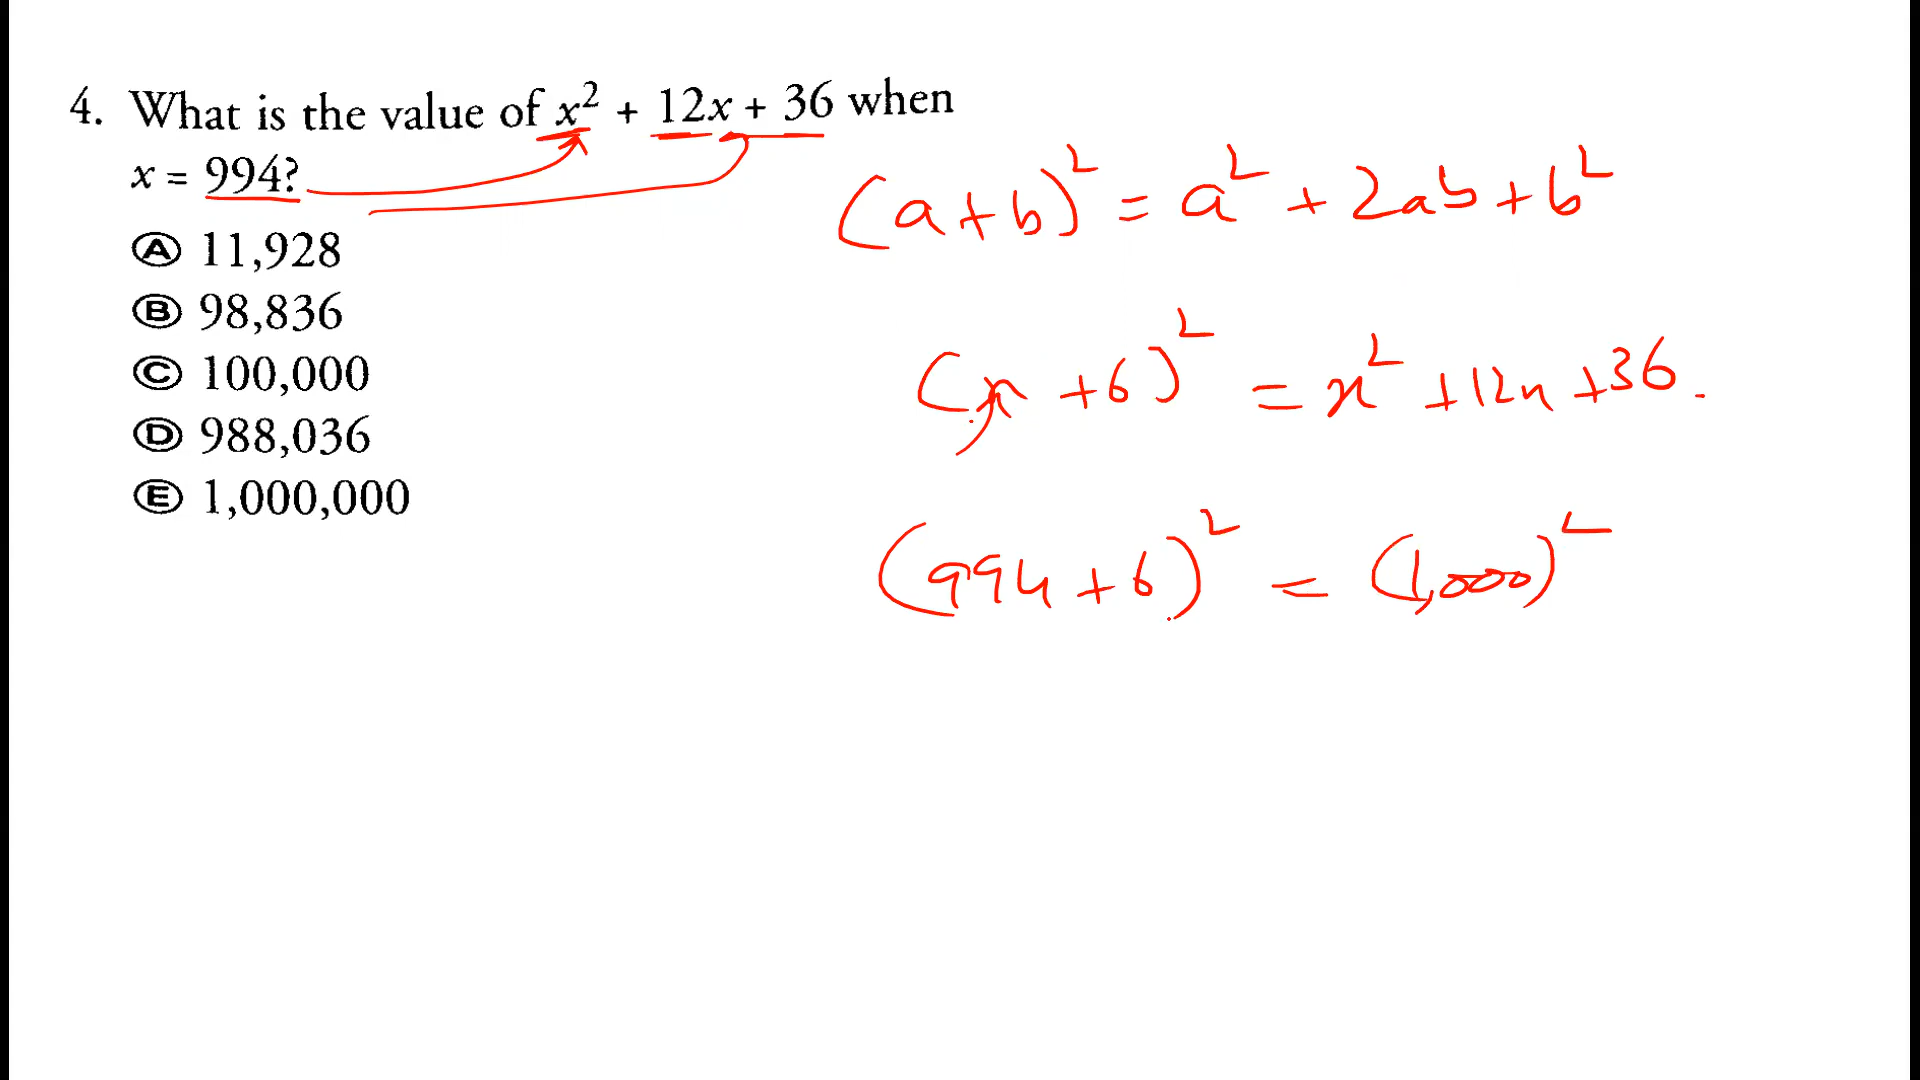 4. What is the value of x² + 12x + 36 when
x = 994?
Ⓐ 11,928
Ⓑ 98,836
Ⓒ 100,000
Ⓓ 988,036
Ⓔ 1,000,000
(a+b)² = a² + 2ab + b²
(x + 6)² = x² + 12x + 36.
(994 + 6)² = (1,000)²